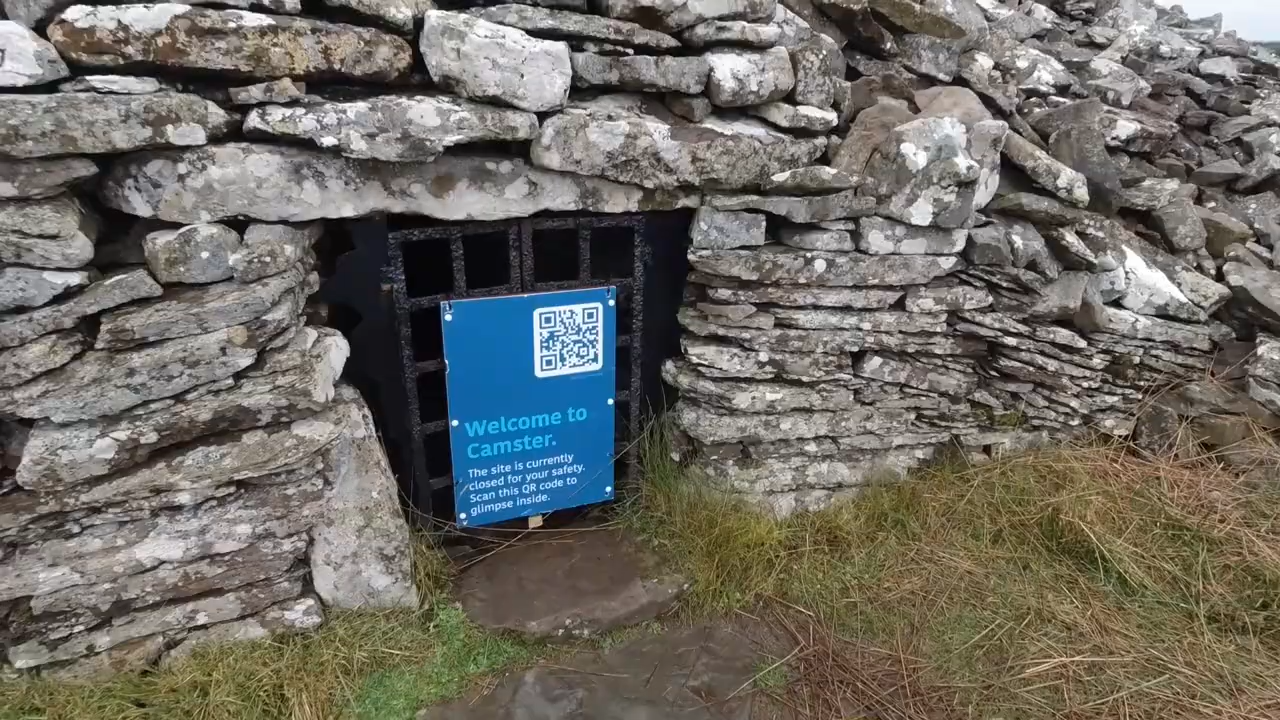 Welcome to
Camster.
The site is currently
closed for your safety.
Scan this QR code to
glimpse inside.